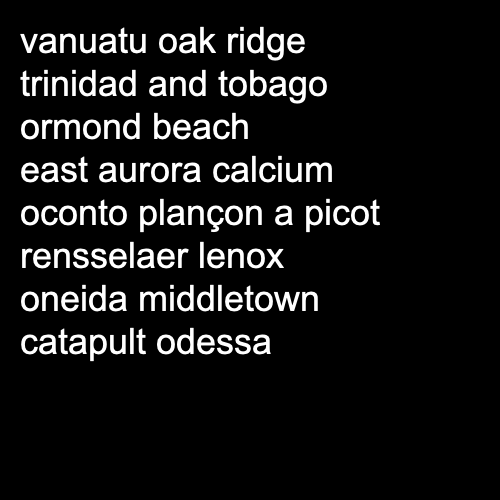 vanuatu oak ridge
trinidad and tobago
ormond beach
east aurora calcium
oconto plançon a picot
rensselaer lenox
oneida middletown
catapult odessa